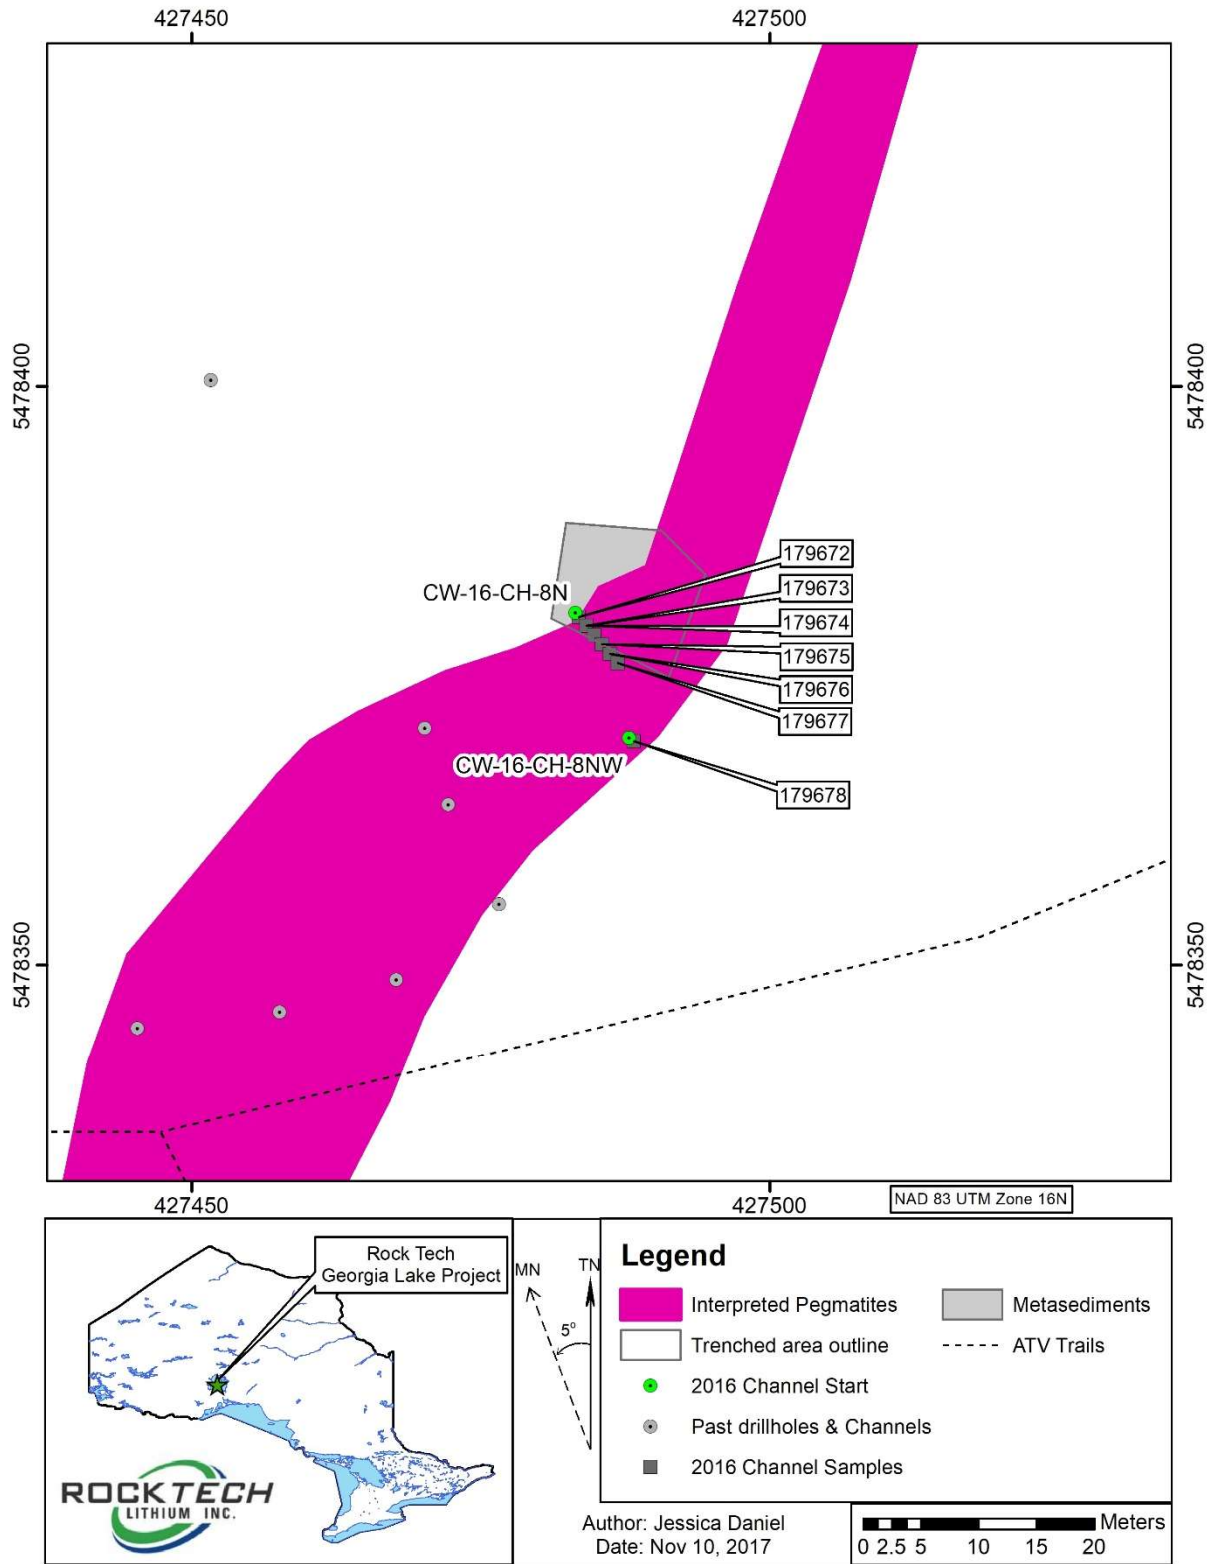 427450
427500
5478400
5478400
CW-16-CH-8N
179672
179673
179674
179675
179676
179677
CW-16-CH-8NW
179678
5478350
5478350
427450
427500
NAD 83 UTM Zone 16N
Rock Tech
Georgia Lake Project
MN
TN
5°
Legend
Interpreted Pegmatites
Metasediments
Trenched area outline
ATV Trails
2016 Channel Start
Past drillholes & Channels
2016 Channel Samples
ROCKTECH
LITHIUM INC.
Author: Jessica Daniel
Date: Nov 10, 2017
Meters
0 2.5 5 10 15 20